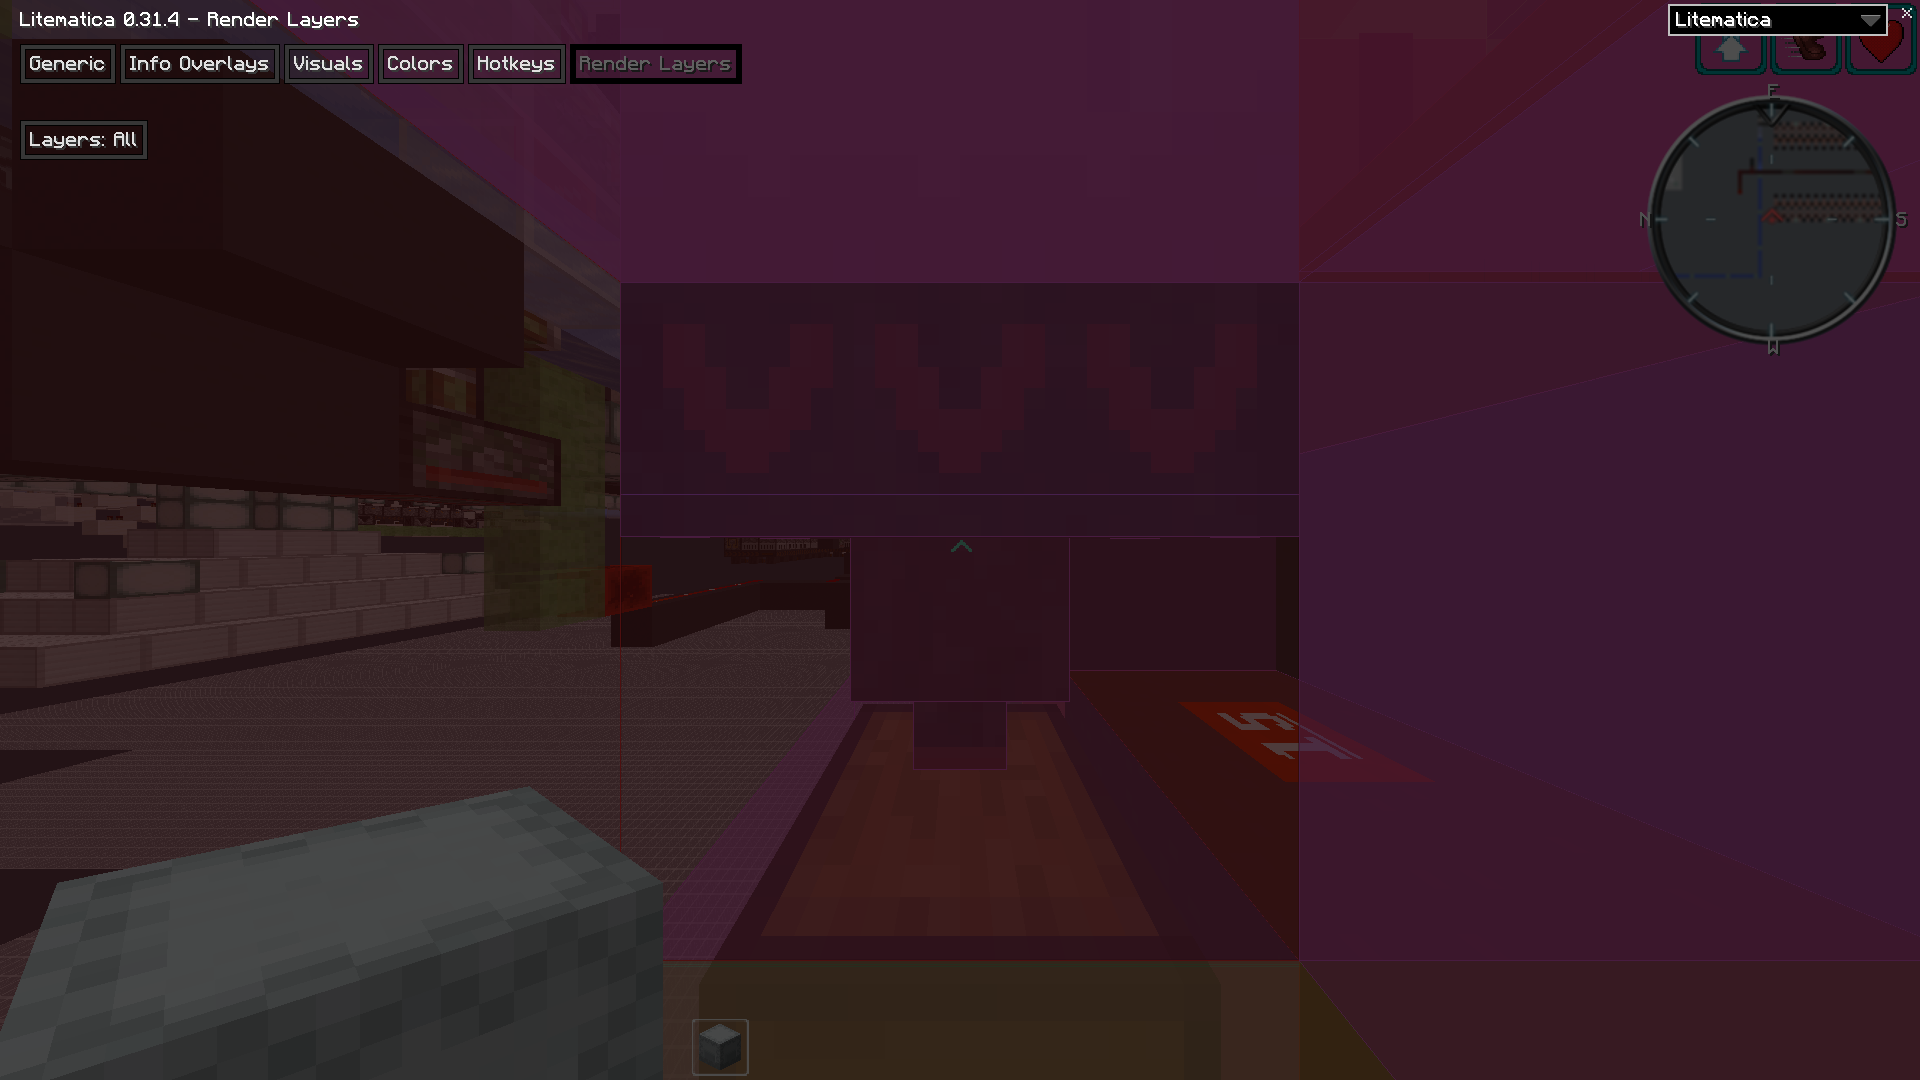 Litematica 0.31.4 – Render Layers
Litematica
x
Generic
Info Overlays
Visuals
Colors
Hotkeys
Render Layers
Layers: All
E
N
S
W